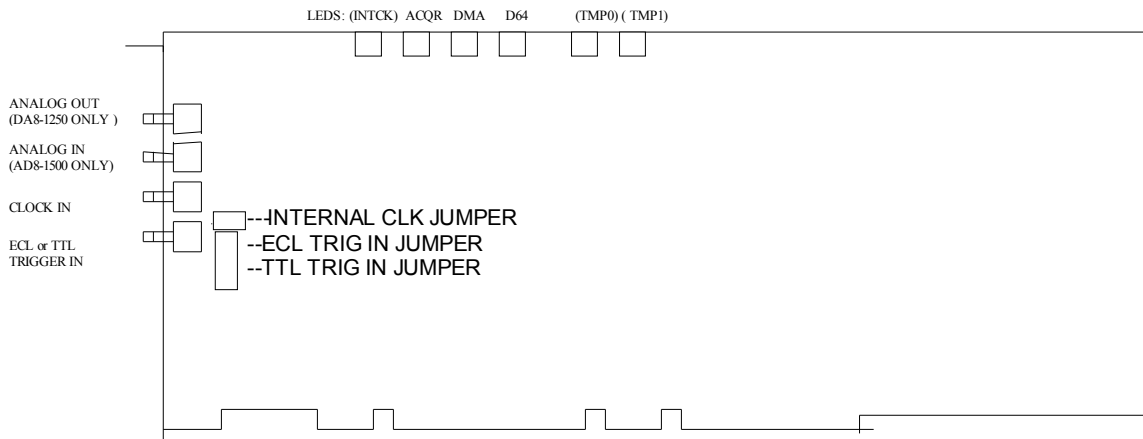 LEDS: (INTCK) ACQR DMA D64 (TMP0) ( TMP1)
ANALOG OUT
(DA8-1250 ONLY )
ANALOG IN
(AD8-1500 ONLY)
CLOCK IN
ECL or TTL
TRIGGER IN
---INTERNAL CLK JUMPER
--ECL TRIG IN JUMPER
--TTL TRIG IN JUMPER